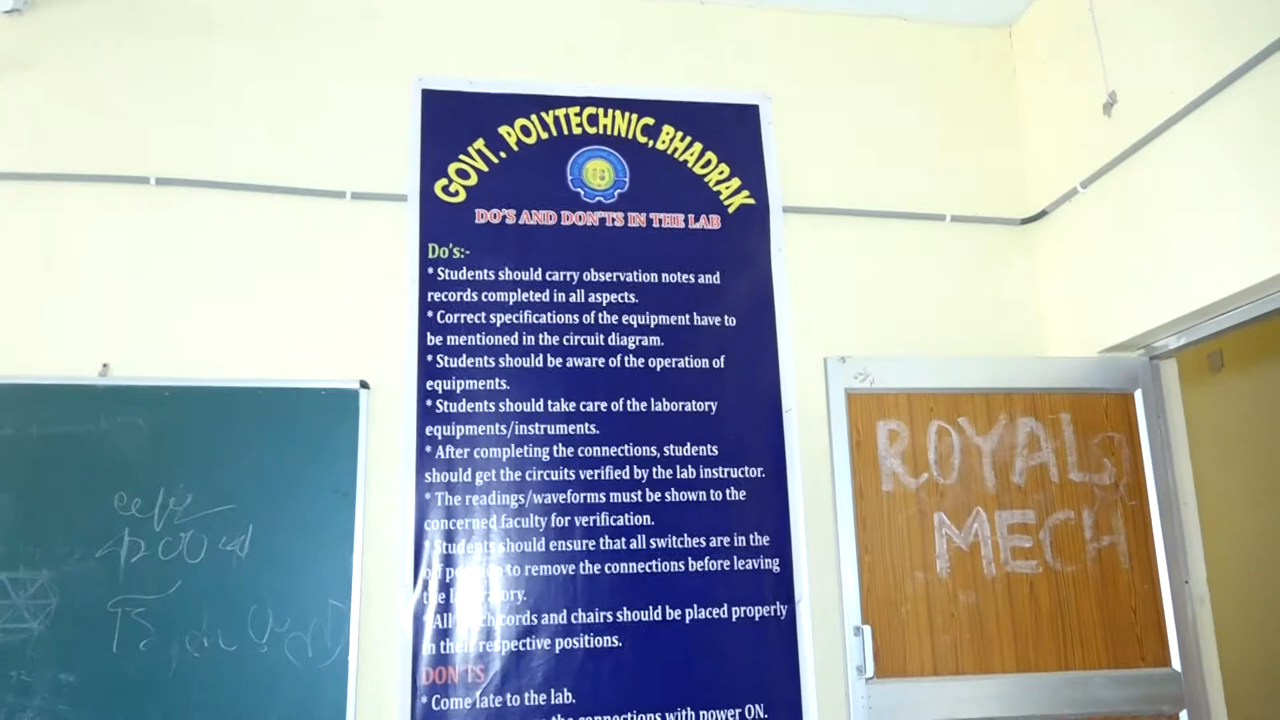 GOVT. POLYTECHNIC, BHADRAK
DO'S AND DON'TS IN THE LAB
Do's:-
* Students should carry observation notes and
records completed in all aspects.
* Correct specifications of the equipment have to
be mentioned in the circuit diagram.
* Students should be aware of the operation of
equipments.
* Students should take care of the laboratory
equipments/instruments.
* After completing the connections, students
should get the circuits verified by the lab instructor.
* The readings/waveforms must be shown to the
concerned faculty for verification.
* Students should ensure that all switches are in the
off position to remove the connections before leaving
the laboratory.
* All cords and chairs should be placed properly
in their respective positions.
DON'TS
* Come late to the lab.
the connections with power ON.
ROYAL
MECH